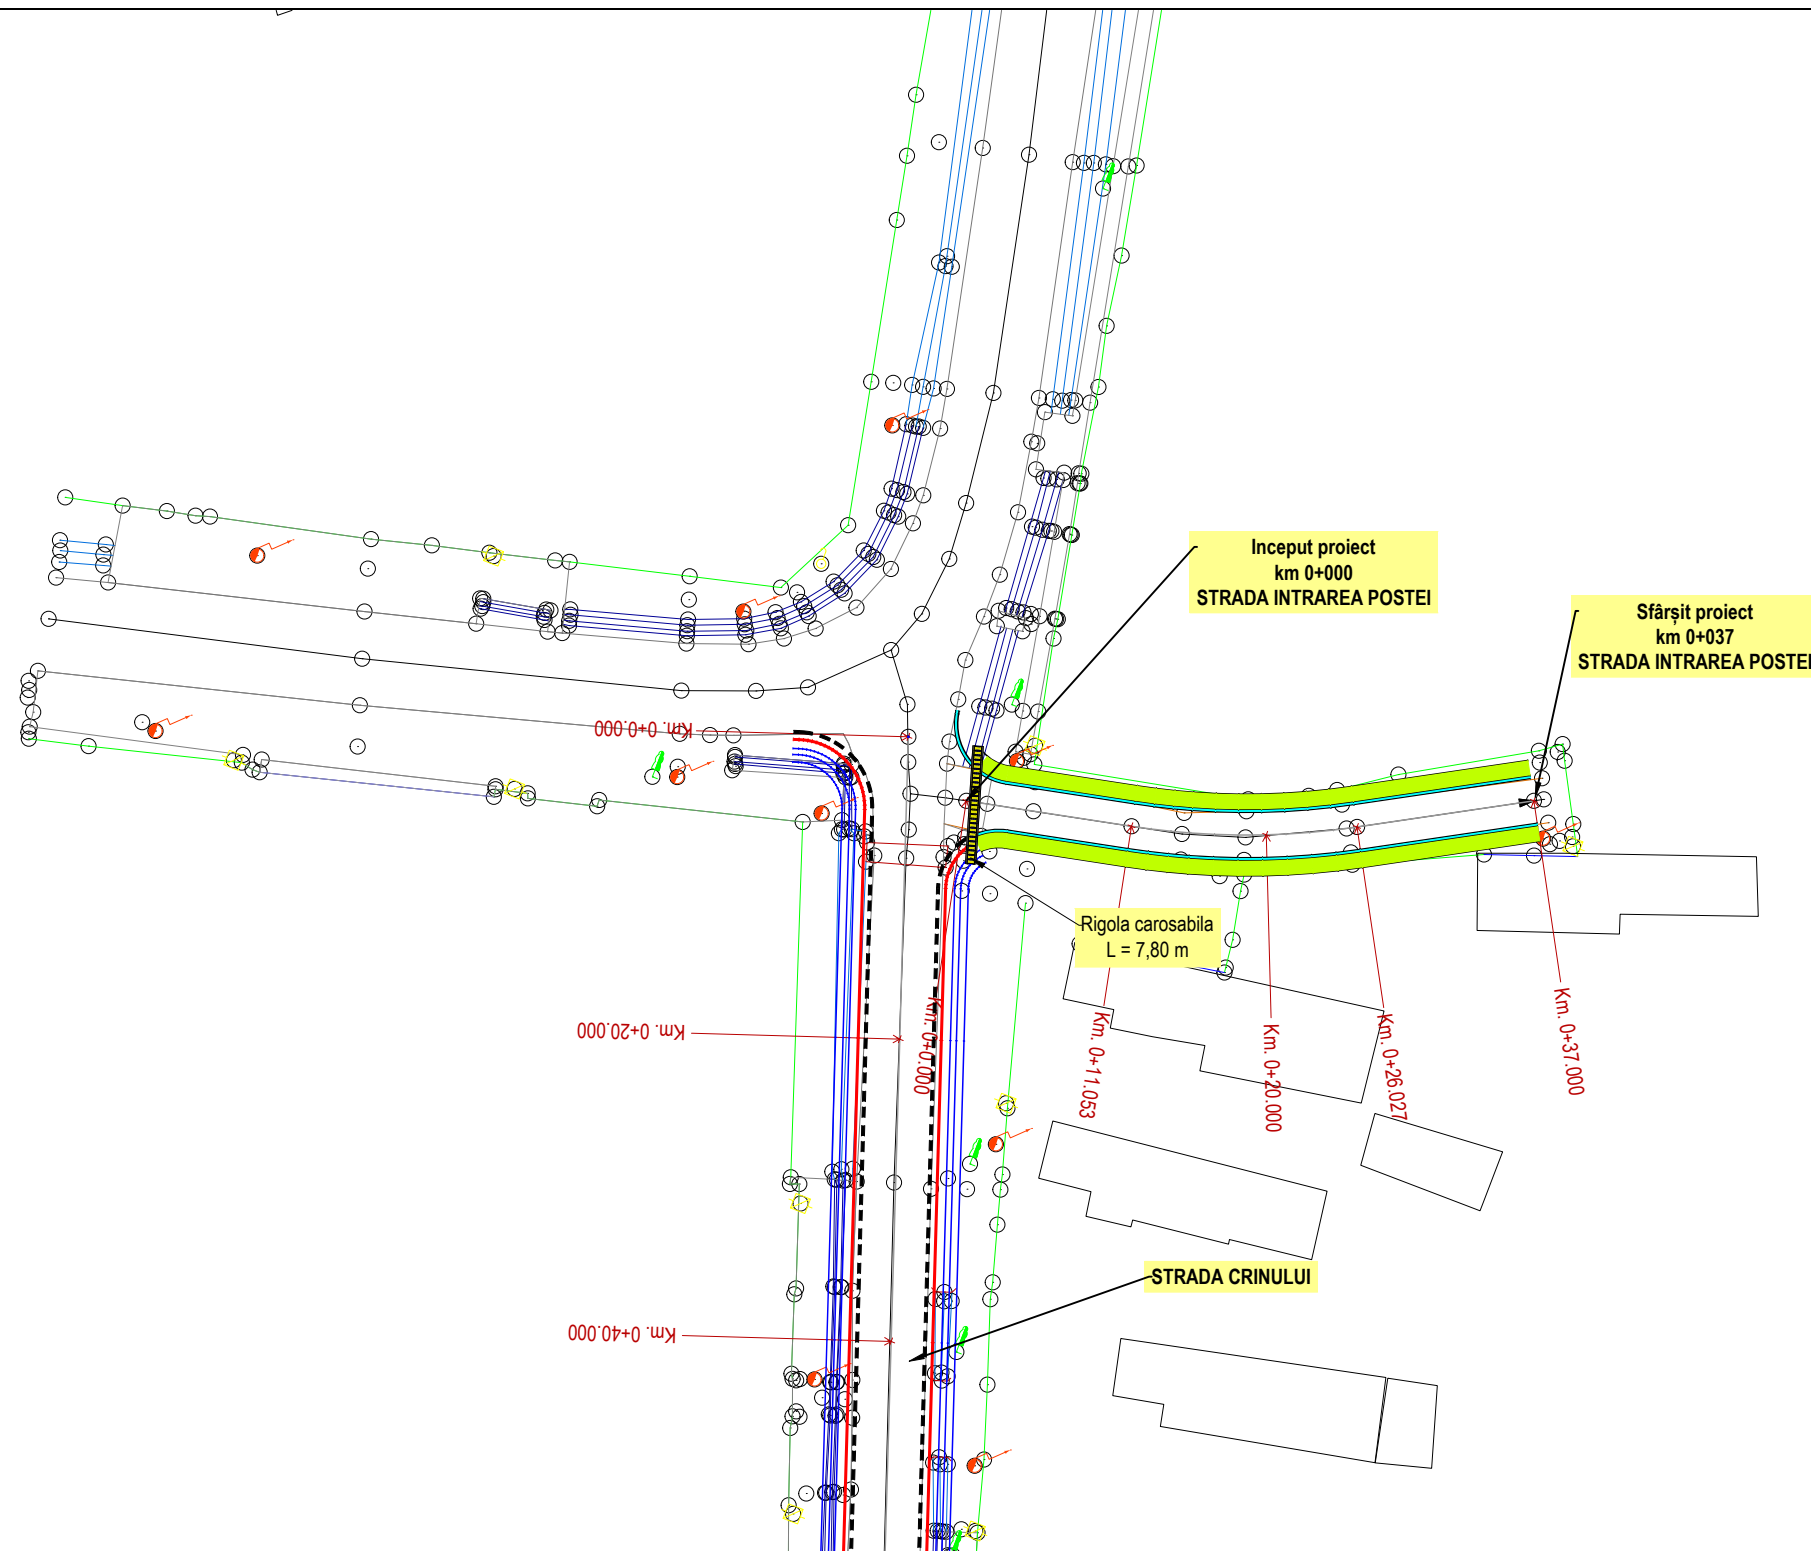 Inceput proiect
km 0+000
STRADA INTRAREA POSTEI
Sfârșit proiect
km 0+037
STRADA INTRAREA POSTEI
Km. 0+0.000
Rigola carosabila
L = 7,80 m
Km. 0+20.000
Km. 0+0.000
Km. 0+11.053
Km. 0+20.000
Km. 0+26.027
Km. 0+37.000
STRADA CRINULUI
Km. 0+40.000